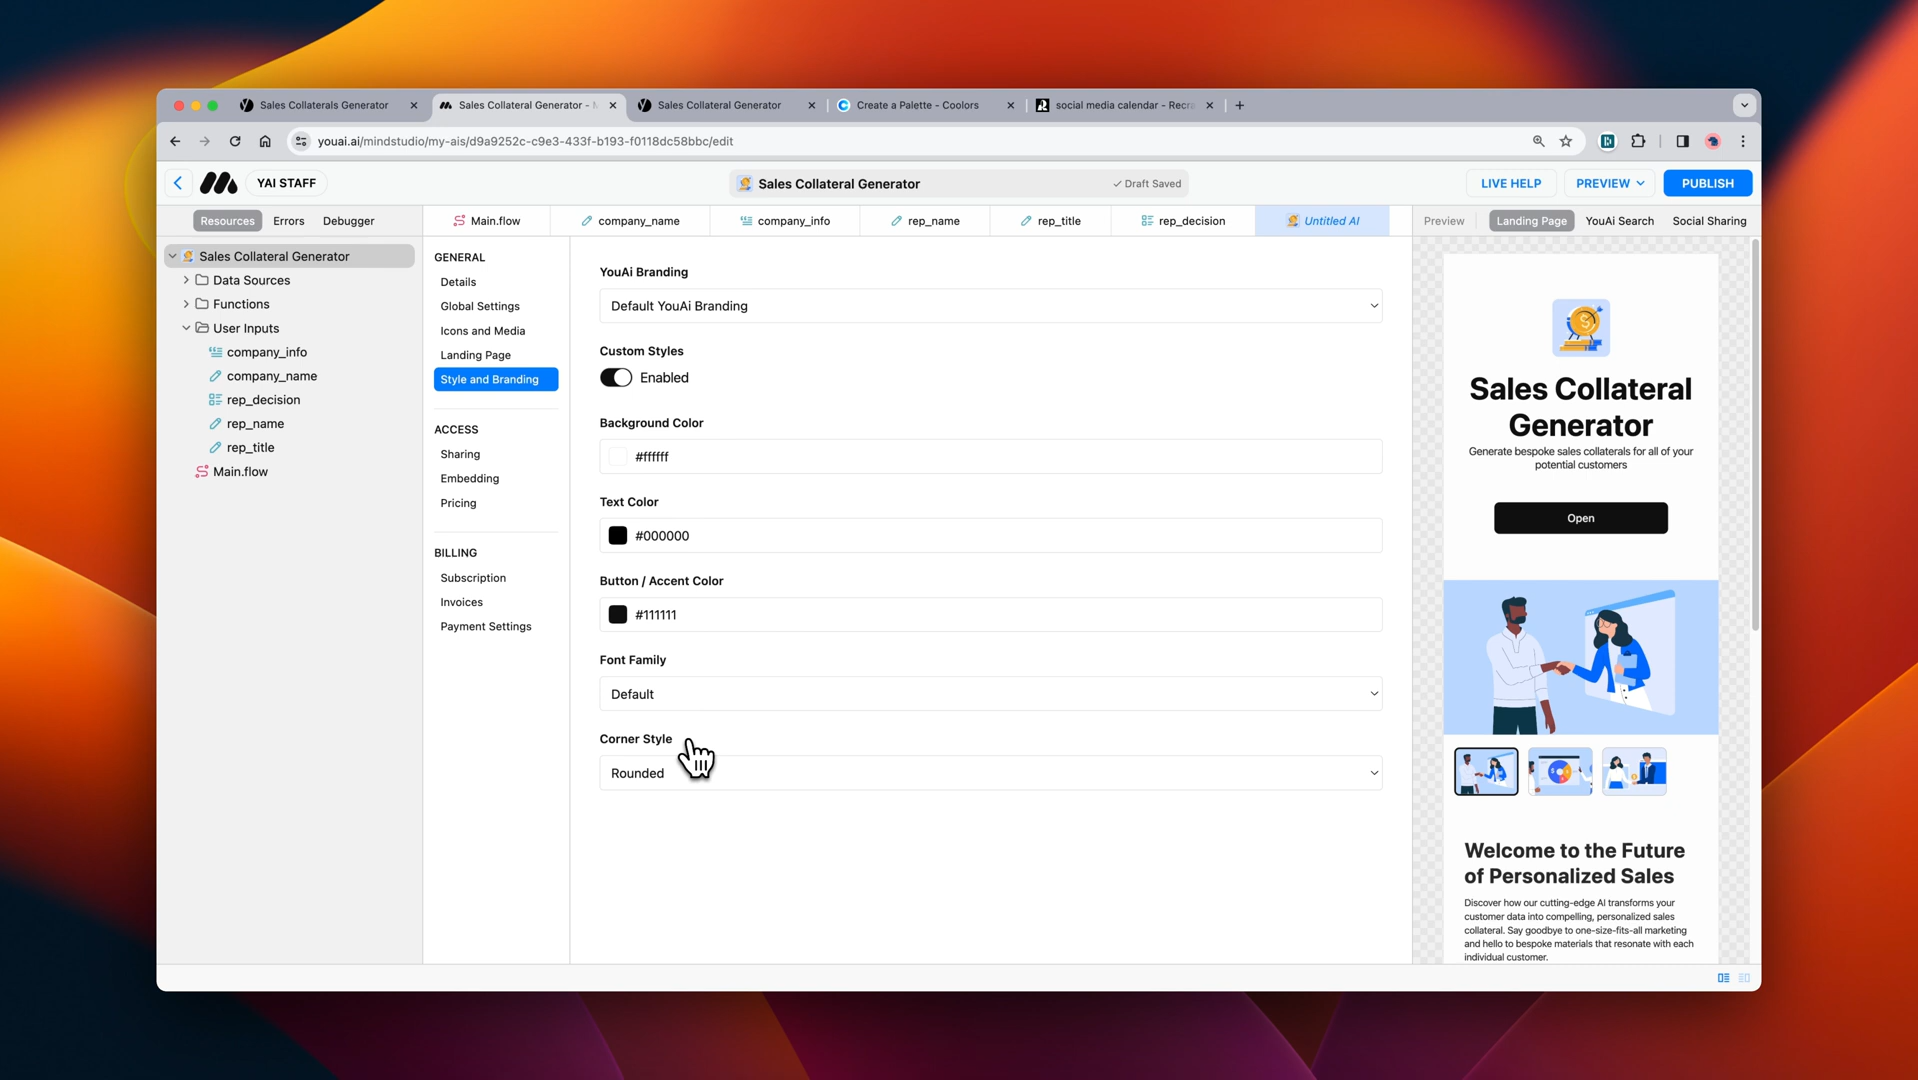 Sales Collaterals Generator
Sales Collateral Generator - M
Sales Collateral Generator
Create a Palette - Coolors
social media calendar - Recra
youai.ai/mindstudio/my-ais/d9a9252c-c9e3-433f-b193-f0118dc58bbc/edit
YAI STAFF
Sales Collateral Generator
Draft Saved
LIVE HELP
PREVIEW
PUBLISH
Resources
Errors
Debugger
Main.flow
company_name
company_info
rep_name
rep_title
rep_decision
Untitled AI
Preview
Landing Page
YouAi Search
Social Sharing
Sales Collateral Generator
Data Sources
Functions
User Inputs
company_info
company_name
rep_decision
rep_name
rep_title
Main.flow
GENERAL
Details
Global Settings
Icons and Media
Landing Page
Style and Branding
ACCESS
Sharing
Embedding
Pricing
BILLING
Subscription
Invoices
Payment Settings
YouAi Branding
Default YouAi Branding
Custom Styles
Enabled
Background Color
#ffffff
Text Color
#000000
Button / Accent Color
#111111
Font Family
Default
Corner Style
Rounded
Sales Collateral
Generator
Generate bespoke sales collaterals for all of your
potential customers
Open
Welcome to the Future
of Personalized Sales
Discover how our cutting-edge AI transforms your
customer data into compelling, personalized sales
collateral. Say goodbye to one-size-fits-all marketing
and hello to bespoke materials that resonate with each
individual customer.